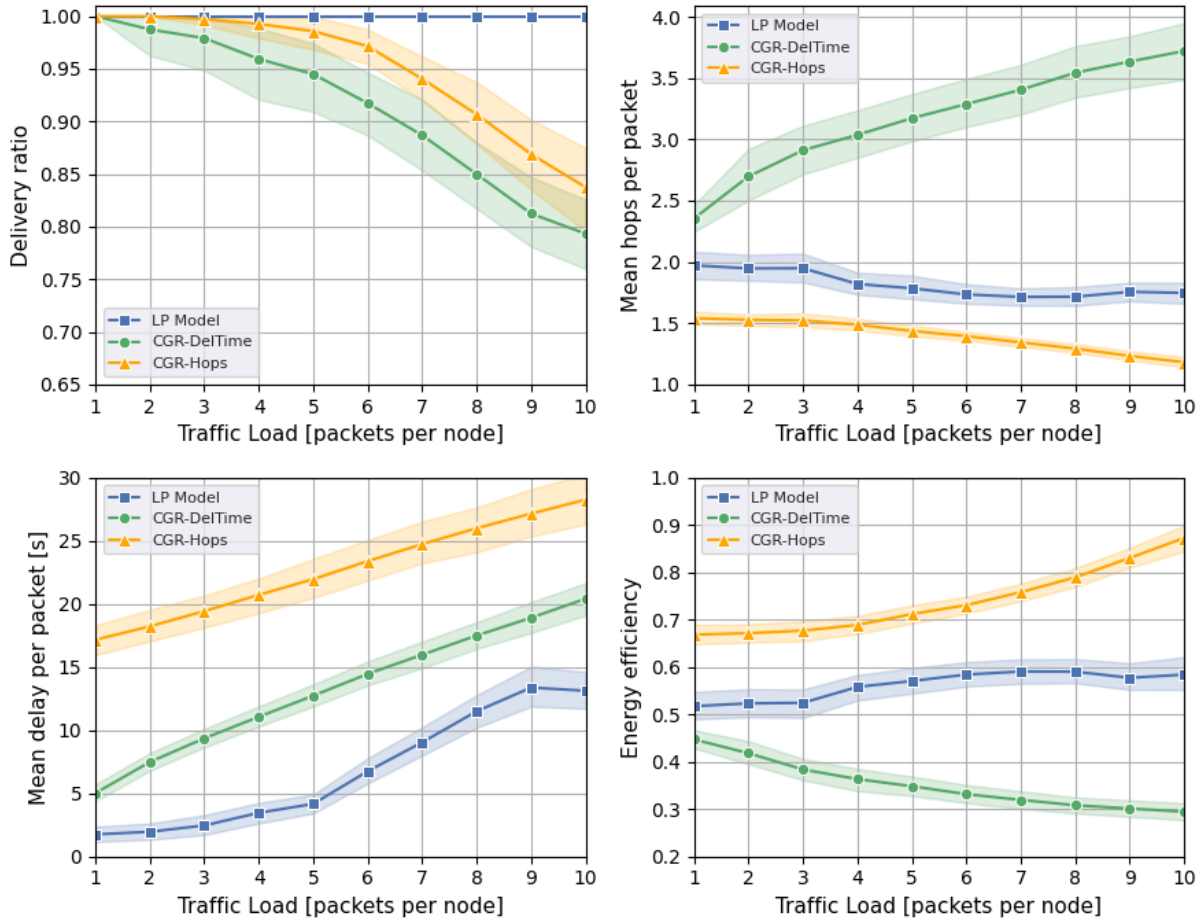 1.00
0.95
0.90
0.85
0.80
0.75
0.70
0.65
Delivery ratio
LP Model
CGR-DelTime
CGR-Hops
1 2 3 4 5 6 7 8 9 10
Traffic Load [packets per node]
4.0
3.5
3.0
2.5
2.0
1.5
1.0
Mean hops per packet
LP Model
CGR-DelTime
CGR-Hops
1 2 3 4 5 6 7 8 9 10
Traffic Load [packets per node]
30
25
20
15
10
5
0
Mean delay per packet [s]
LP Model
CGR-DelTime
CGR-Hops
1 2 3 4 5 6 7 8 9 10
Traffic Load [packets per node]
1.0
0.9
0.8
0.7
0.6
0.5
0.4
0.3
0.2
Energy efficiency
LP Model
CGR-DelTime
CGR-Hops
1 2 3 4 5 6 7 8 9 10
Traffic Load [packets per node]